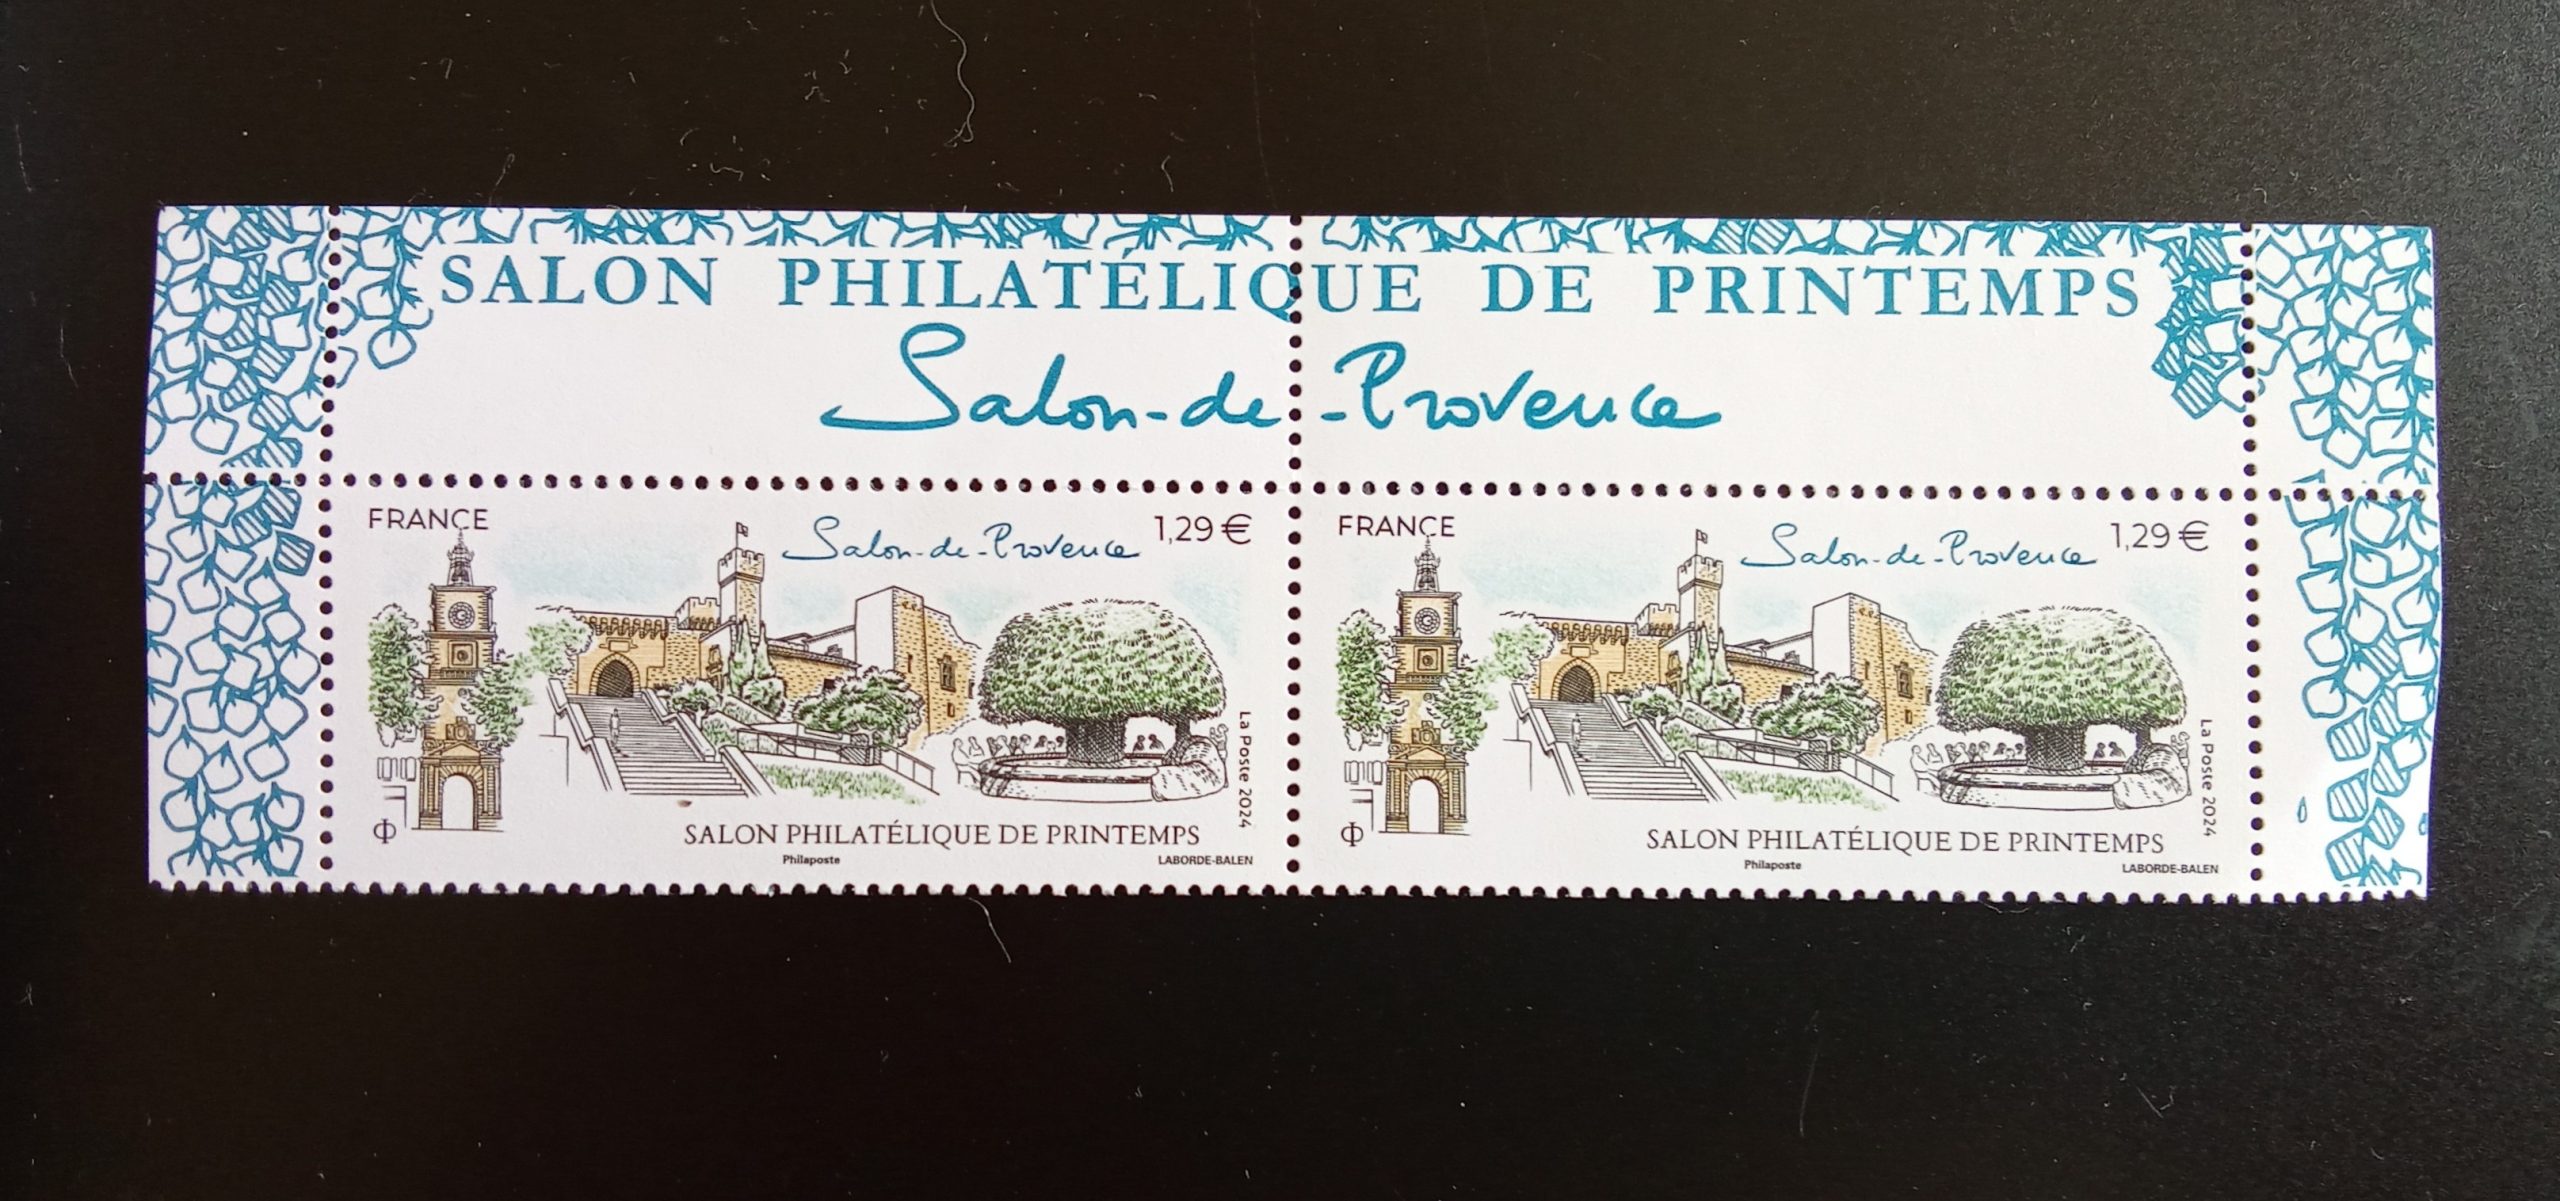 SALON PHILATÉLIQUE DE PRINTEMPS
Salon-de-Provence
FRANCE
Salon-de-Provence
1,29 €
La Poste 2024
Φ
SALON PHILATÉLIQUE DE PRINTEMPS
Philaposte
LABORDE-BALEN
FRANCE
Salon-de-Provence
1,29 €
La Poste 2024
Φ
SALON PHILATÉLIQUE DE PRINTEMPS
Philaposte
LABORDE-BALEN